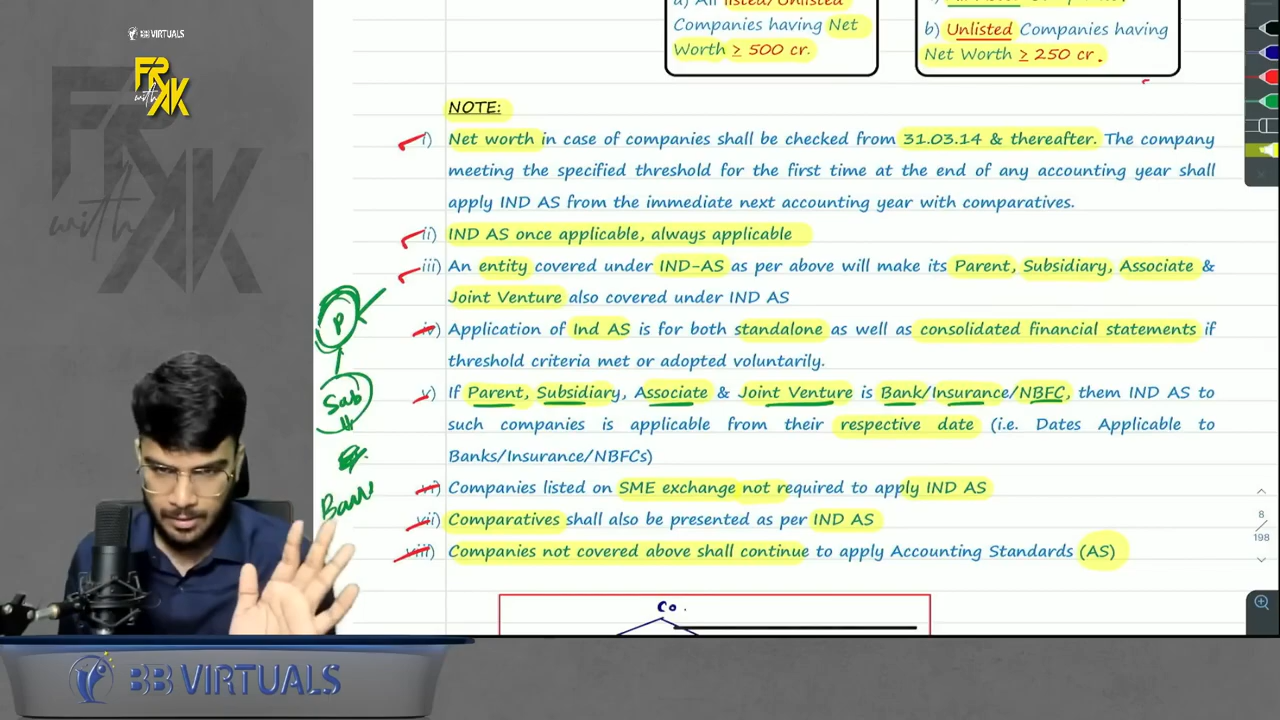 BB VIRTUALS
FR
with
AK
FR
with
AK
a) All listed/Unlisted
Companies having Net
Worth ≥ 500 cr.
b) Unlisted Companies having
Net Worth ≥ 250 cr.
NOTE:
i) Net worth in case of companies shall be checked from 31.03.14 & thereafter. The company
meeting the specified threshold for the first time at the end of any accounting year shall
apply IND AS from the immediate next accounting year with comparatives.
ii) IND AS once applicable, always applicable
iii) An entity covered under IND-AS as per above will make its Parent, Subsidiary, Associate &
Joint Venture also covered under IND AS
iv) Application of Ind AS is for both standalone as well as consolidated financial statements if
threshold criteria met or adopted voluntarily.
v) If Parent, Subsidiary, Associate & Joint Venture is Bank/Insurance/NBFC, them IND AS to
such companies is applicable from their respective date (i.e. Dates Applicable to
Banks/Insurance/NBFCs)
vi) Companies listed on SME exchange not required to apply IND AS
vii) Comparatives shall also be presented as per IND AS
viii) Companies not covered above shall continue to apply Accounting Standards (AS)
P
Sub
Bank
8
198
Co.
BB VIRTUALS